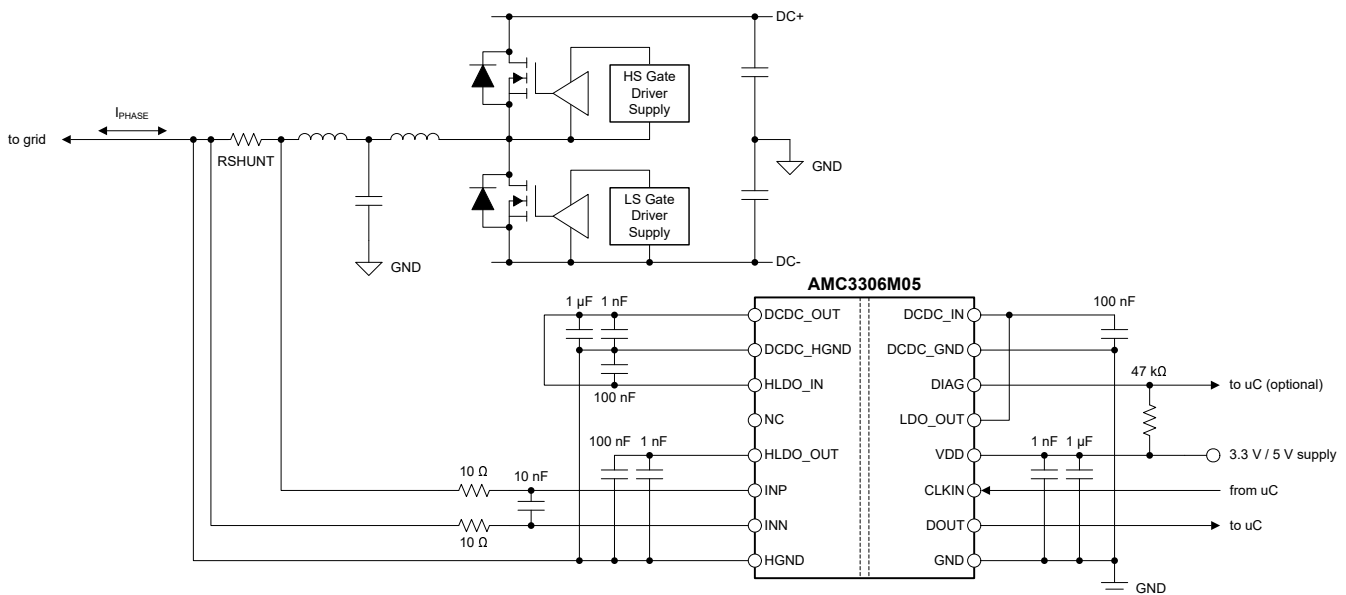 DC+
HS Gate
Driver
Supply
I_PHASE
to grid
RSHUNT
GND
LS Gate
Driver
Supply
GND
DC-
AMC3306M05
1 µF
1 nF
100 nF
DCDC_OUT
DCDC_IN
DCDC_HGND
DCDC_GND
47 kΩ
HLDO_IN
DIAG
to uC (optional)
100 nF
NC
LDO_OUT
100 nF
1 nF
1 nF
1 µF
HLDO_OUT
VDD
3.3 V / 5 V supply
10 Ω
10 nF
INP
CLKIN
from uC
INN
DOUT
to uC
10 Ω
HGND
GND
GND